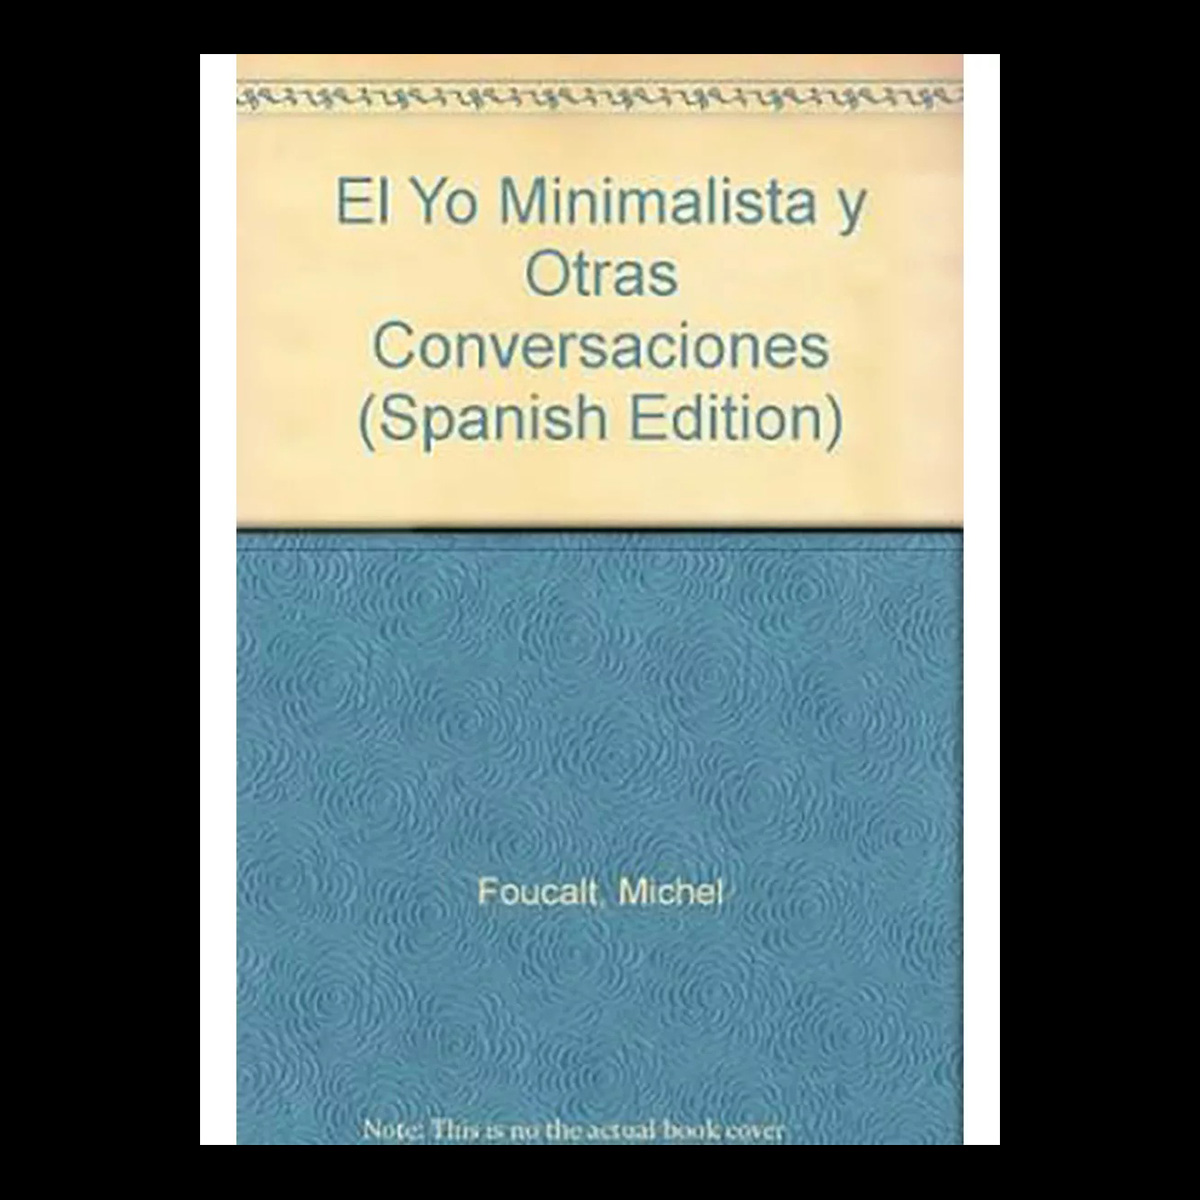 El Yo Minimalista y
Otras
Conversaciones
(Spanish Edition)
Foucalt, Michel
Note: This is no the actual book cover